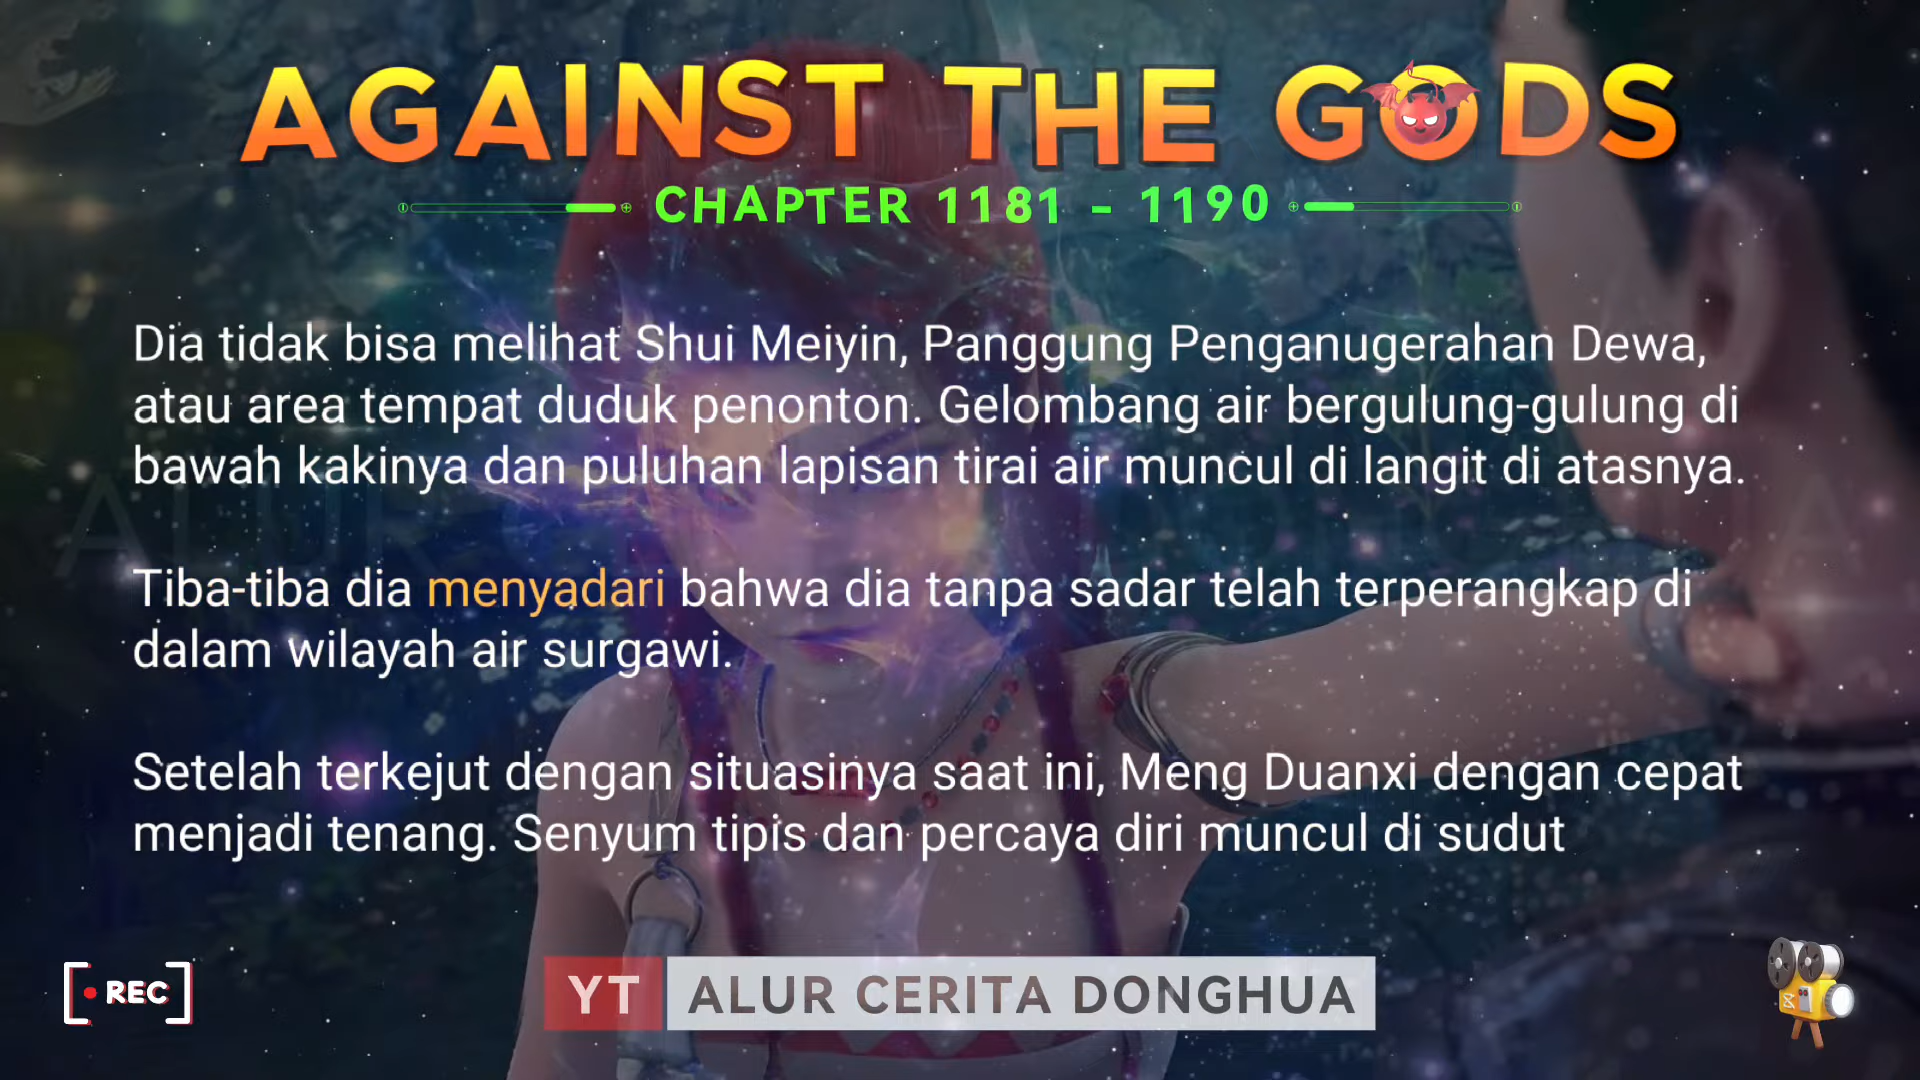 AGAINST THE GODS
CHAPTER 1181 - 1190
Dia tidak bisa melihat Shui Meiyin, Panggung Penganugerahan Dewa,
atau area tempat duduk penonton. Gelombang air bergulung-gulung di
bawah kakinya dan puluhan lapisan tirai air muncul di langit di atasnya.
Tiba-tiba dia menyadari bahwa dia tanpa sadar telah terperangkap di
dalam wilayah air surgawi.
Setelah terkejut dengan situasinya saat ini, Meng Duanxi dengan cepat
menjadi tenang. Senyum tipis dan percaya diri muncul di sudut
REC
YT ALUR CERITA DONGHUA